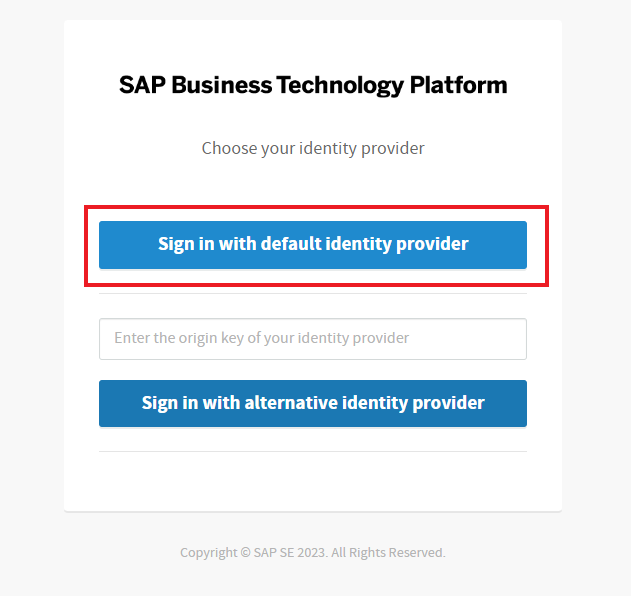 SAP Business Technology Platform
Choose your identity provider
Sign in with default identity provider
Enter the origin key of your identity provider
Sign in with alternative identity provider
Copyright © SAP SE 2023. All Rights Reserved.